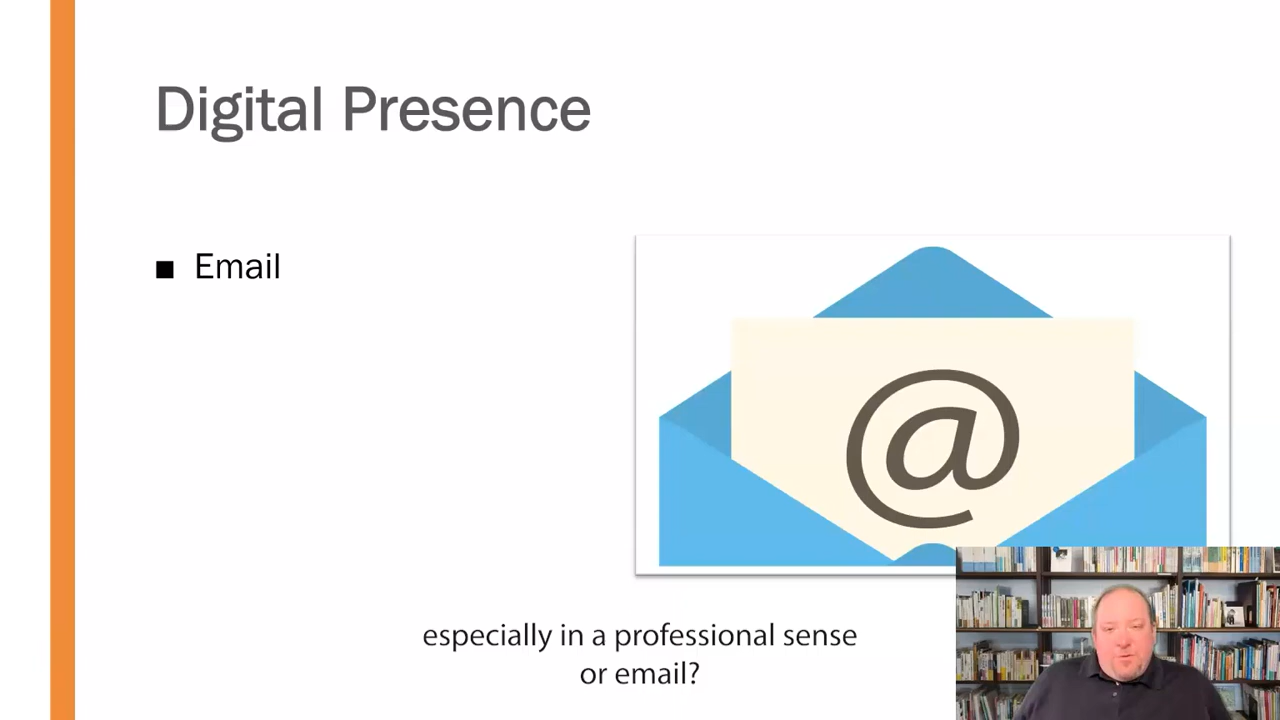 Digital Presence
■ Email
@
especially in a professional sense
or email?